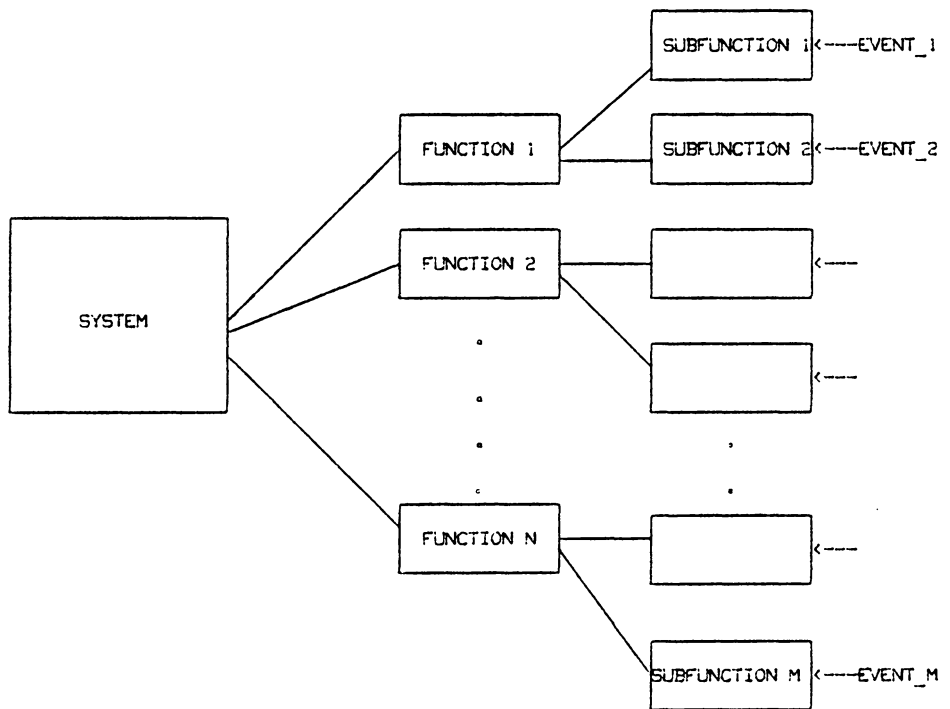 SUBFUNCTION 1 <---EVENT_1
FUNCTION 1
SUBFUNCTION 2 <---EVENT_2
FUNCTION 2
<---
SYSTEM
<---
FUNCTION N
<---
SUBFUNCTION M <---EVENT_M